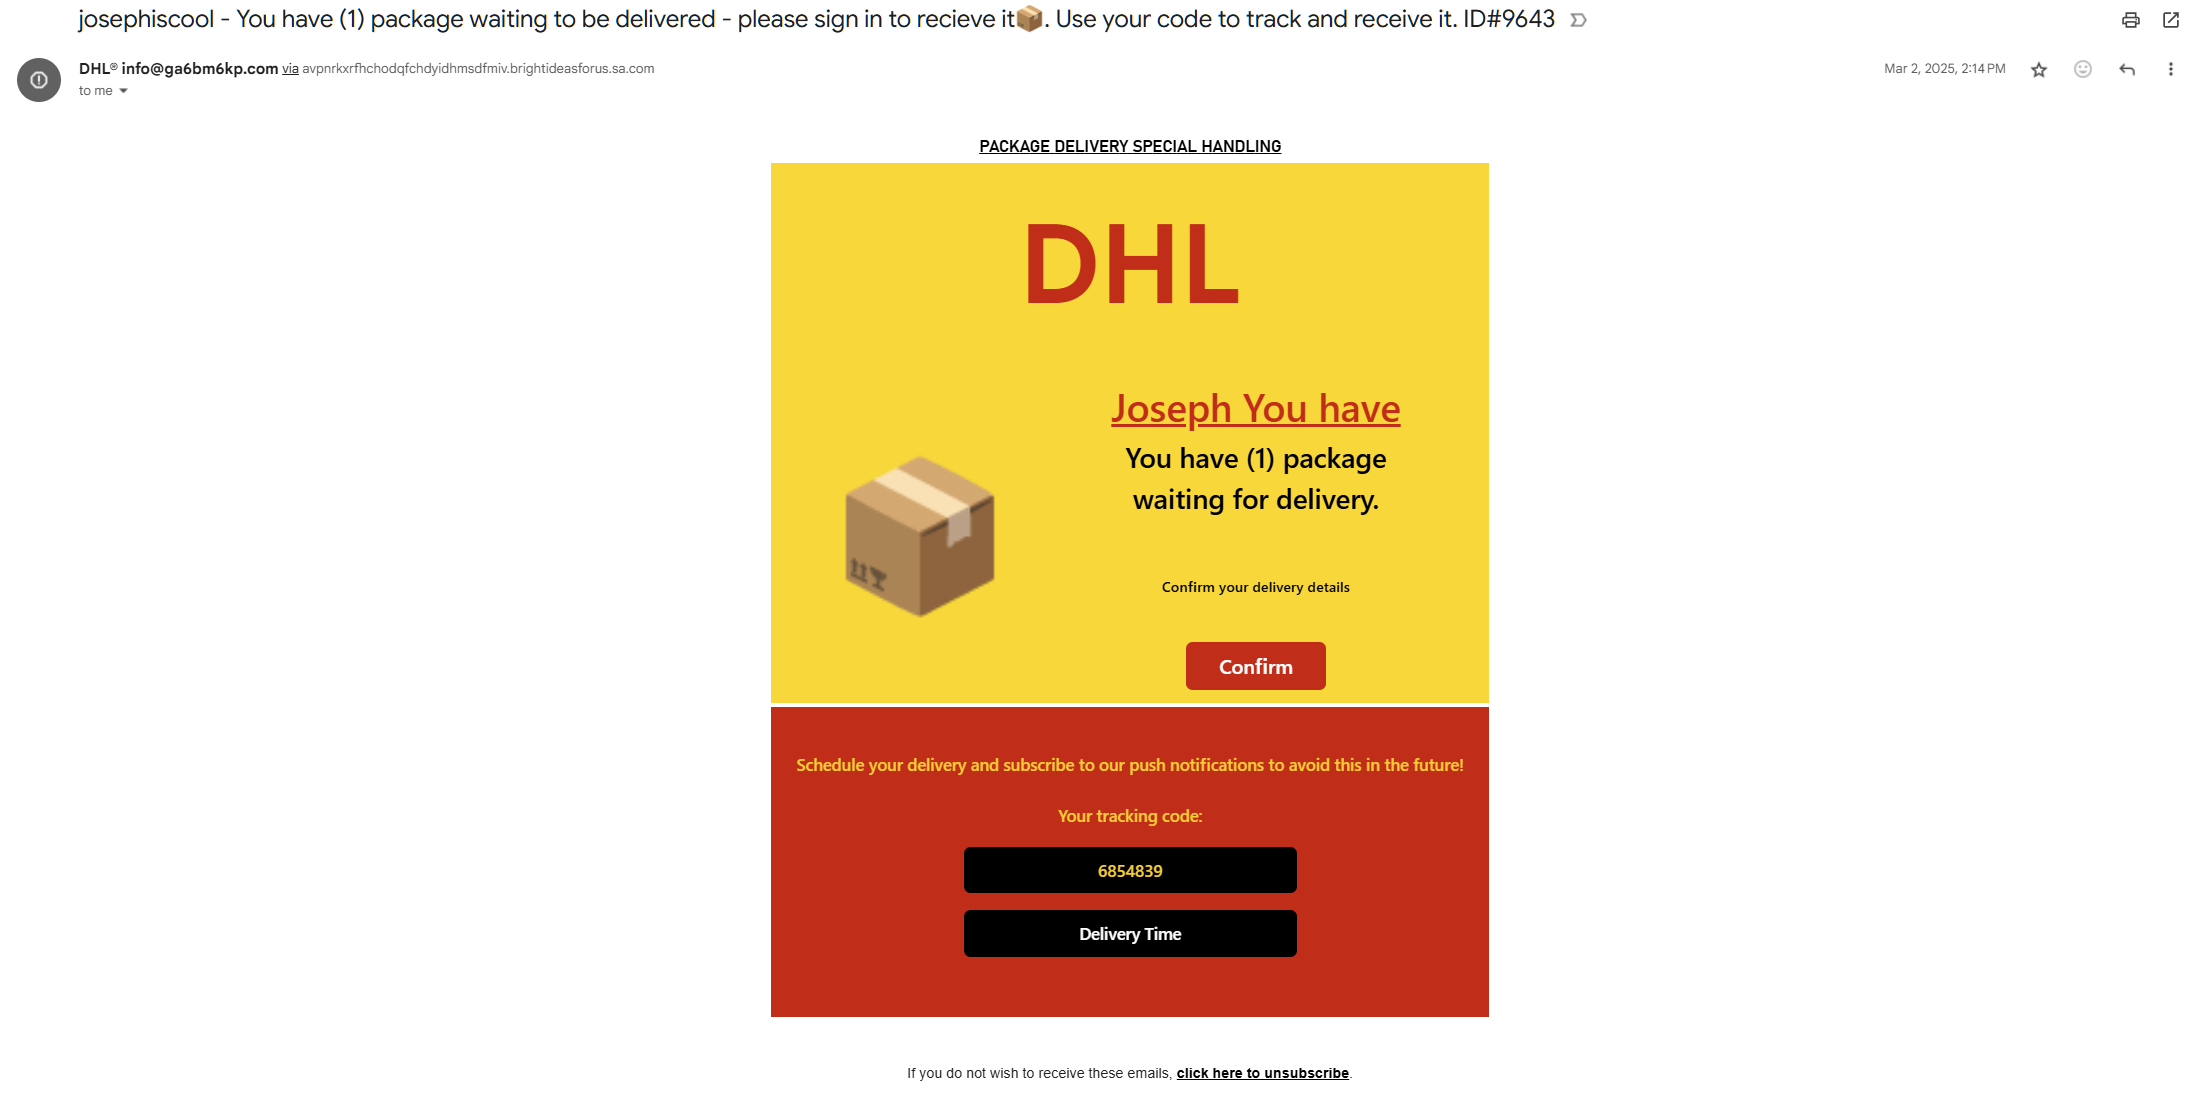 josephiscool - You have (1) package waiting to be delivered - please sign in to recieve it📦. Use your code to track and receive it. ID#9643
DHL® info@ga6bm6kp.com via avpnrkxrfhchodqfchdyidhmsdfmiv.brightideasforus.sa.com
Mar 2, 2025, 2:14 PM
to me
PACKAGE DELIVERY SPECIAL HANDLING
DHL
Joseph You have
You have (1) package
waiting for delivery.
Confirm your delivery details
Confirm
Schedule your delivery and subscribe to our push notifications to avoid this in the future!
Your tracking code:
6854839
Delivery Time
If you do not wish to receive these emails, click here to unsubscribe.